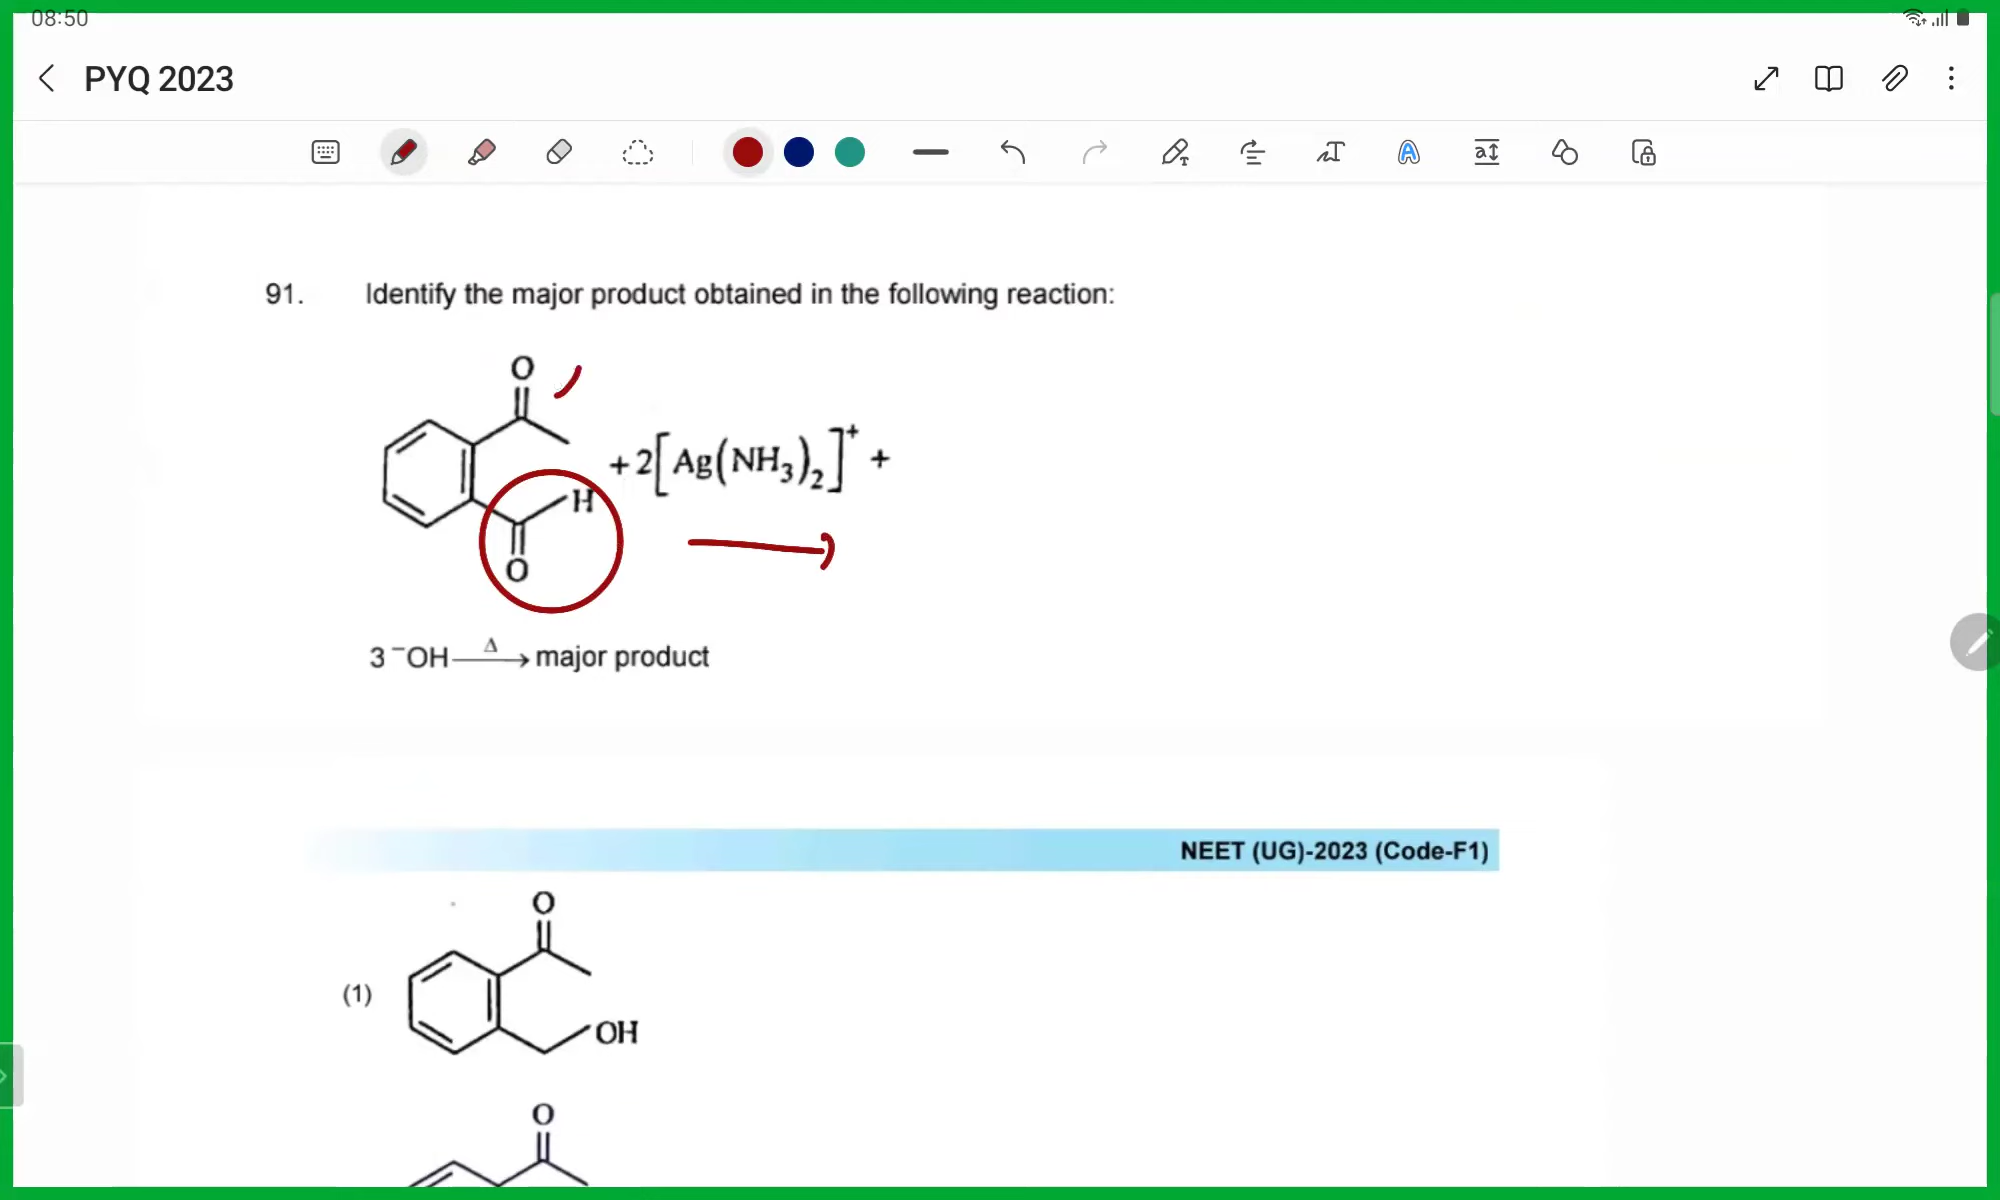 08:50
PYQ 2023
91. Identify the major product obtained in the following reaction:
O
H
O
+ 2[Ag(NH₃)₂]⁺ +
3 ⁻OH —Δ→ major product
NEET (UG)-2023 (Code-F1)
O
(1)
OH
O